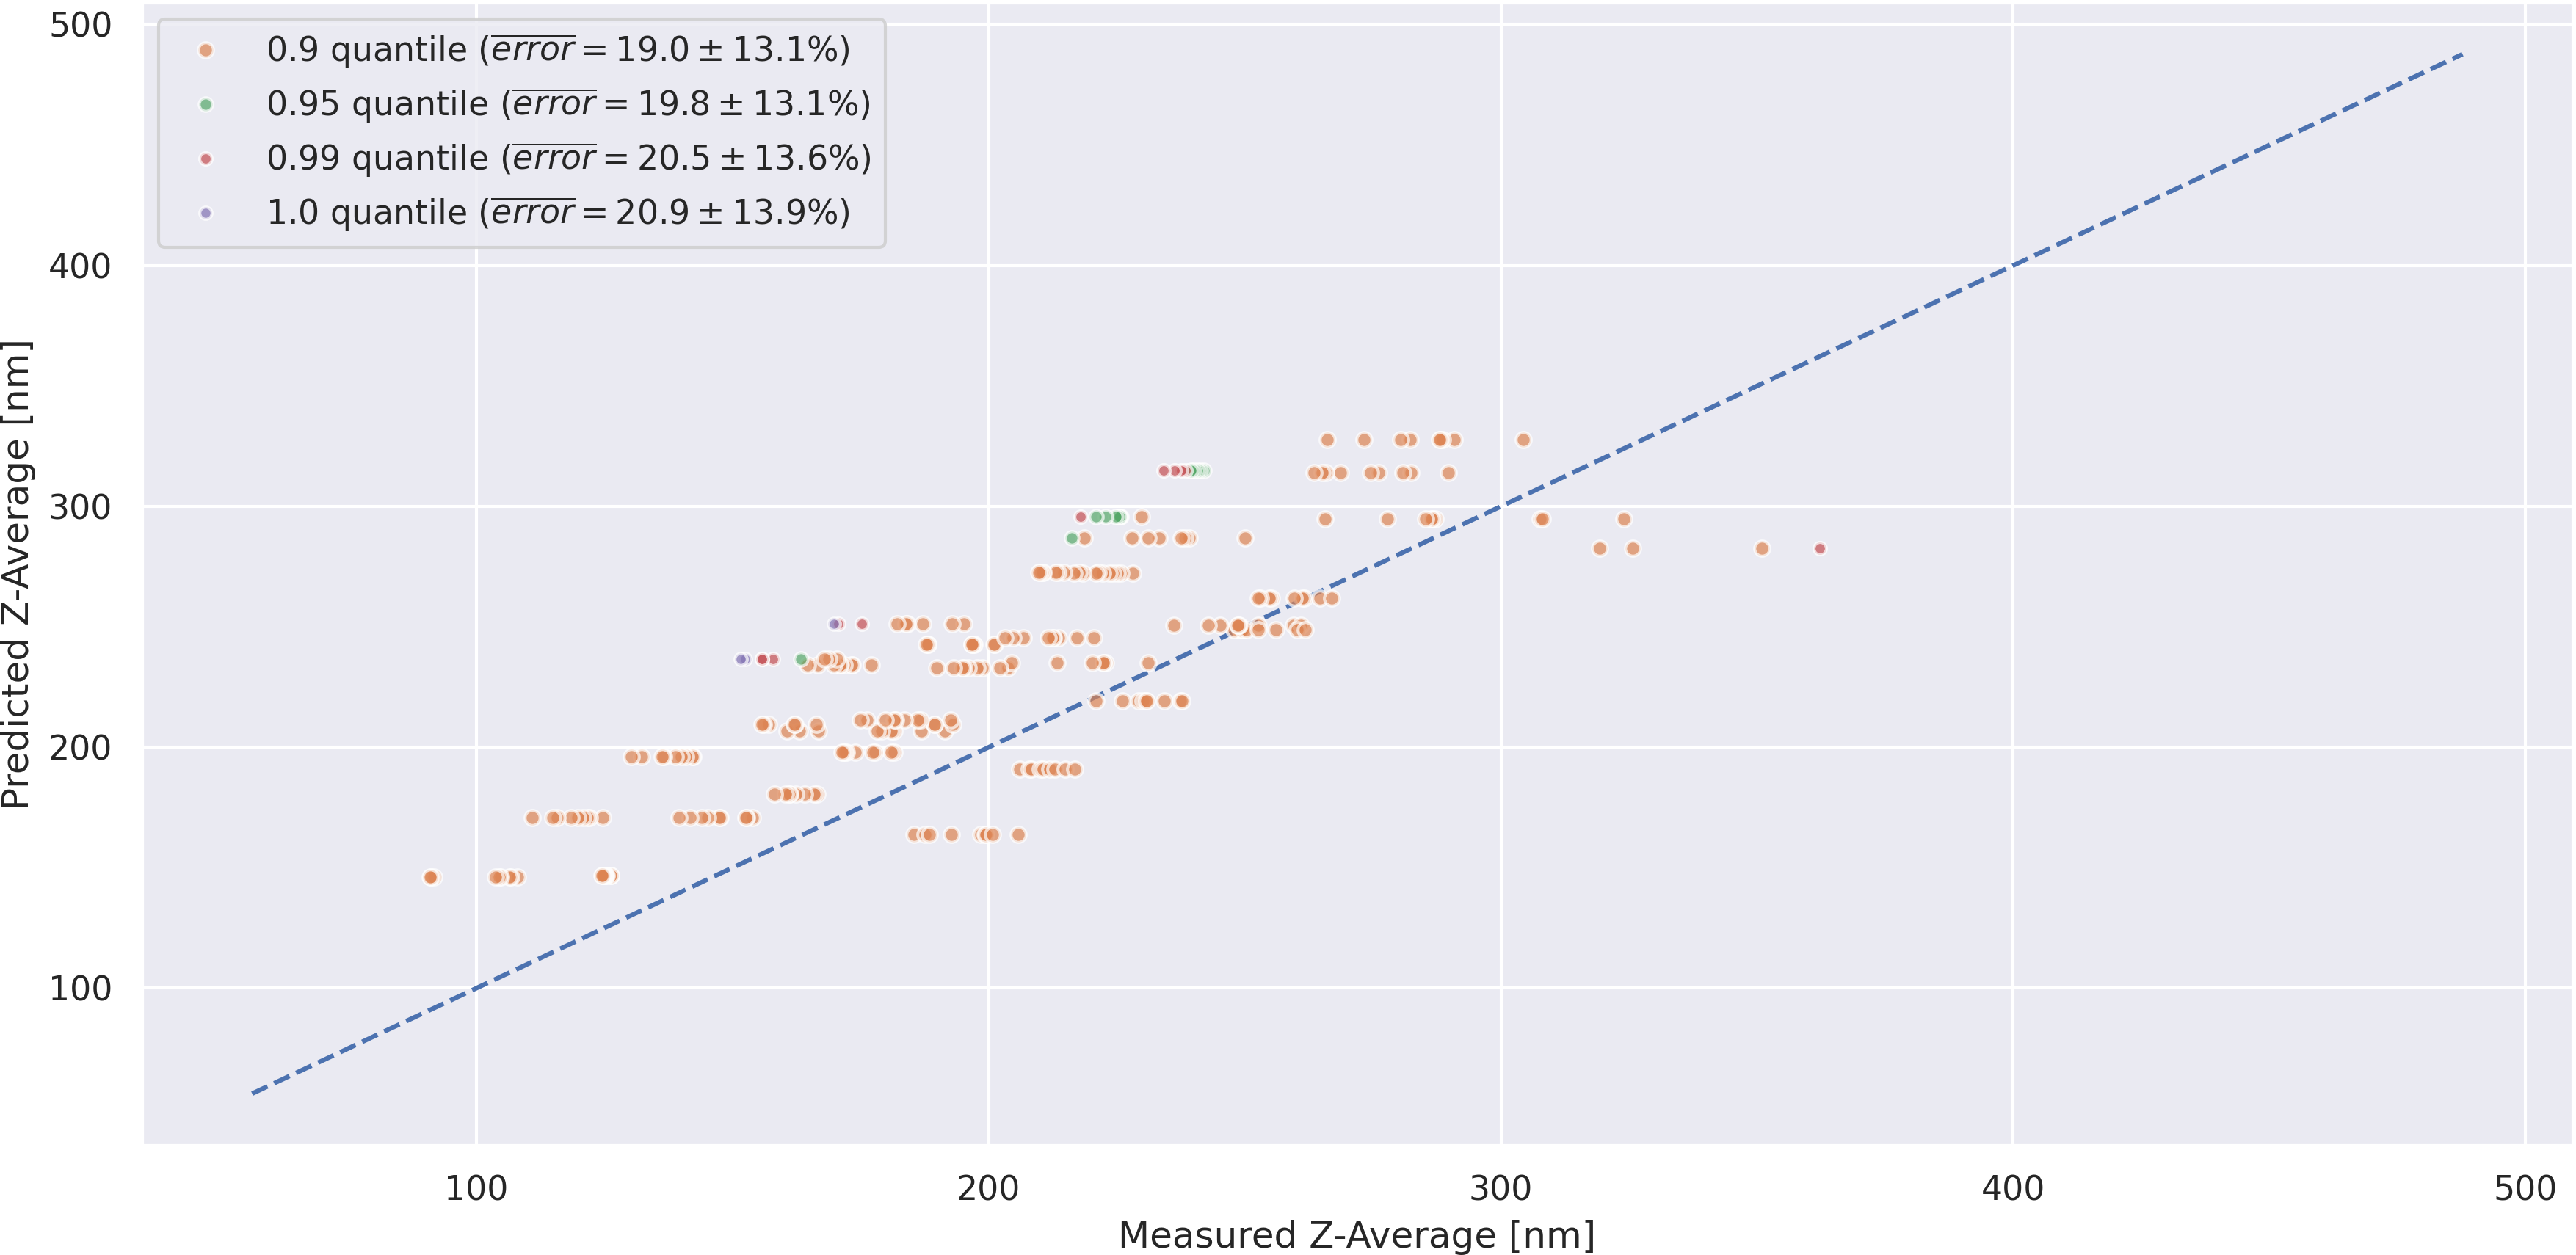 0.9 quantile (error = 19.0 ± 13.1%)
0.95 quantile (error = 19.8 ± 13.1%)
0.99 quantile (error = 20.5 ± 13.6%)
1.0 quantile (error = 20.9 ± 13.9%)
500
400
300
200
100
Predicted Z-Average [nm]
100 200 300 400 500
Measured Z-Average [nm]